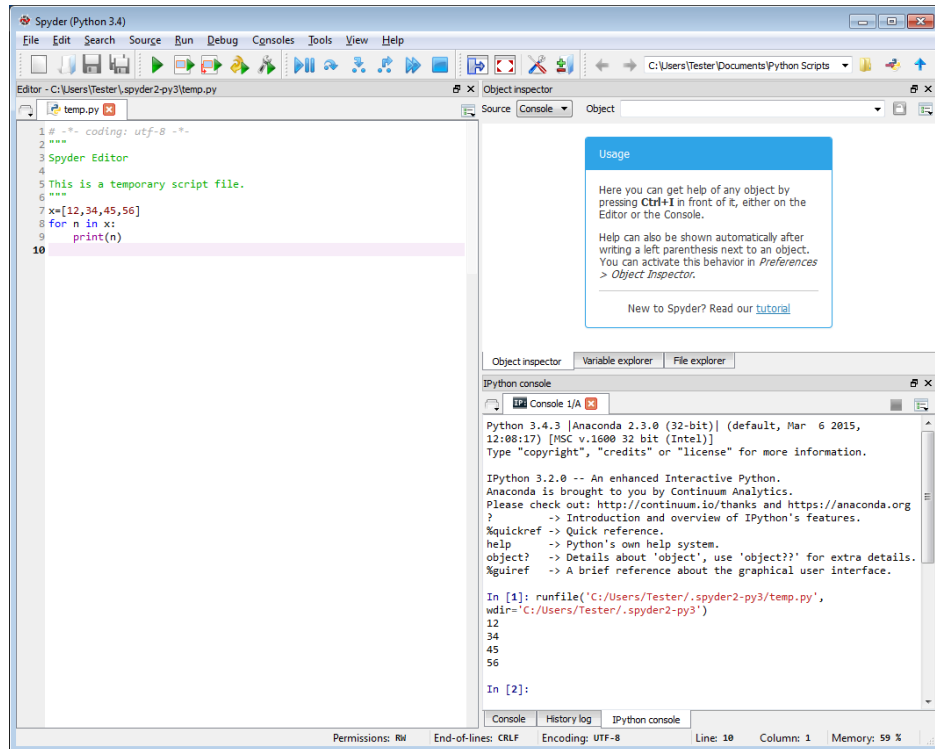 Spyder (Python 3.4)
File Edit Search Source Run Debug Consoles Tools View Help
C:\Users\Tester\Documents\Python Scripts
Editor - C:\Users\Tester\.spyder2-py3\temp.py
temp.py
1 # -*- coding: utf-8 -*-
2 """
3 Spyder Editor
4
5 This is a temporary script file.
6 """
7 x=[12,34,45,56]
8 for n in x:
9     print(n)
10
Object inspector
Source Console Object
Usage
Here you can get help of any object by
pressing Ctrl+I in front of it, either on the
Editor or the Console.
Help can also be shown automatically after
writing a left parenthesis next to an object.
You can activate this behavior in Preferences
> Object Inspector.
New to Spyder? Read our tutorial
Object inspector Variable explorer File explorer
IPython console
IP: Console 1/A
Python 3.4.3 |Anaconda 2.3.0 (32-bit)| (default, Mar  6 2015,
12:08:17) [MSC v.1600 32 bit (Intel)]
Type "copyright", "credits" or "license" for more information.
IPython 3.2.0 -- An enhanced Interactive Python.
Anaconda is brought to you by Continuum Analytics.
Please check out: http://continuum.io/thanks and https://anaconda.org
?         -> Introduction and overview of IPython's features.
%quickref -> Quick reference.
help      -> Python's own help system.
object?   -> Details about 'object', use 'object??' for extra details.
%guiref   -> A brief reference about the graphical user interface.
In [1]: runfile('C:/Users/Tester/.spyder2-py3/temp.py',
wdir='C:/Users/Tester/.spyder2-py3')
12
34
45
56
In [2]:
Console History log IPython console
Permissions: RW End-of-lines: CRLF Encoding: UTF-8 Line: 10 Column: 1 Memory: 59 %